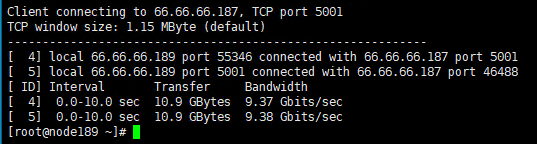 Client connecting to 66.66.66.187, TCP port 5001
TCP window size: 1.15 MByte (default)
------------------------------------------------------------
[  4] local 66.66.66.189 port 55346 connected with 66.66.66.187 port 5001
[  5] local 66.66.66.189 port 5001 connected with 66.66.66.187 port 46488
[ ID] Interval       Transfer     Bandwidth
[  4]  0.0-10.0 sec  10.9 GBytes  9.37 Gbits/sec
[  5]  0.0-10.0 sec  10.9 GBytes  9.38 Gbits/sec
[root@node189 ~]#